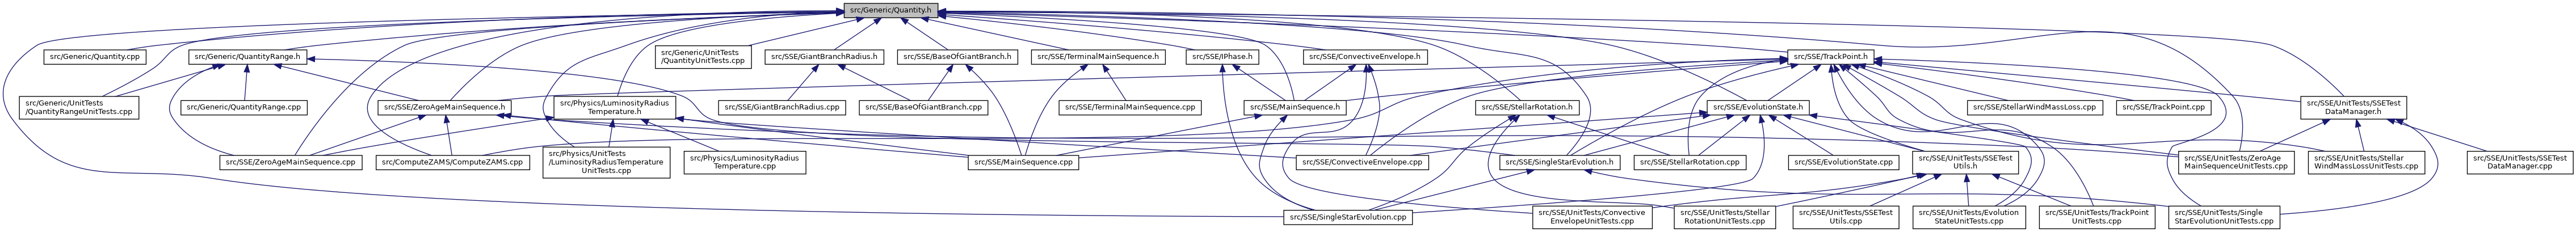 src/Generic/Quantity.h
src/Generic/Quantity.cpp
src/Generic/QuantityRange.h
src/Generic/UnitTests
/QuantityUnitTests.cpp
src/SSE/GiantBranchRadius.h
src/SSE/BaseOfGiantBranch.h
src/SSE/TerminalMainSequence.h
src/SSE/IPhase.h
src/SSE/ConvectiveEnvelope.h
src/SSE/TrackPoint.h
src/Generic/UnitTests
/QuantityRangeUnitTests.cpp
src/Generic/QuantityRange.cpp
src/SSE/ZeroAgeMainSequence.h
src/Physics/LuminosityRadius
Temperature.h
src/SSE/GiantBranchRadius.cpp
src/SSE/BaseOfGiantBranch.cpp
src/SSE/TerminalMainSequence.cpp
src/SSE/MainSequence.h
src/SSE/StellarRotation.h
src/SSE/EvolutionState.h
src/SSE/StellarWindMassLoss.cpp
src/SSE/TrackPoint.cpp
src/SSE/UnitTests/SSETest
DataManager.h
src/SSE/ZeroAgeMainSequence.cpp
src/ComputeZAMS/ComputeZAMS.cpp
src/Physics/UnitTests
/LuminosityRadiusTemperature
UnitTests.cpp
src/Physics/LuminosityRadius
Temperature.cpp
src/SSE/MainSequence.cpp
src/SSE/ConvectiveEnvelope.cpp
src/SSE/SingleStarEvolution.h
src/SSE/StellarRotation.cpp
src/SSE/EvolutionState.cpp
src/SSE/UnitTests/SSETest
Utils.h
src/SSE/UnitTests/ZeroAge
MainSequenceUnitTests.cpp
src/SSE/UnitTests/Stellar
WindMassLossUnitTests.cpp
src/SSE/UnitTests/SSETest
DataManager.cpp
src/SSE/SingleStarEvolution.cpp
src/SSE/UnitTests/Convective
EnvelopeUnitTests.cpp
src/SSE/UnitTests/Stellar
RotationUnitTests.cpp
src/SSE/UnitTests/SSETest
Utils.cpp
src/SSE/UnitTests/Evolution
StateUnitTests.cpp
src/SSE/UnitTests/TrackPoint
UnitTests.cpp
src/SSE/UnitTests/Single
StarEvolutionUnitTests.cpp